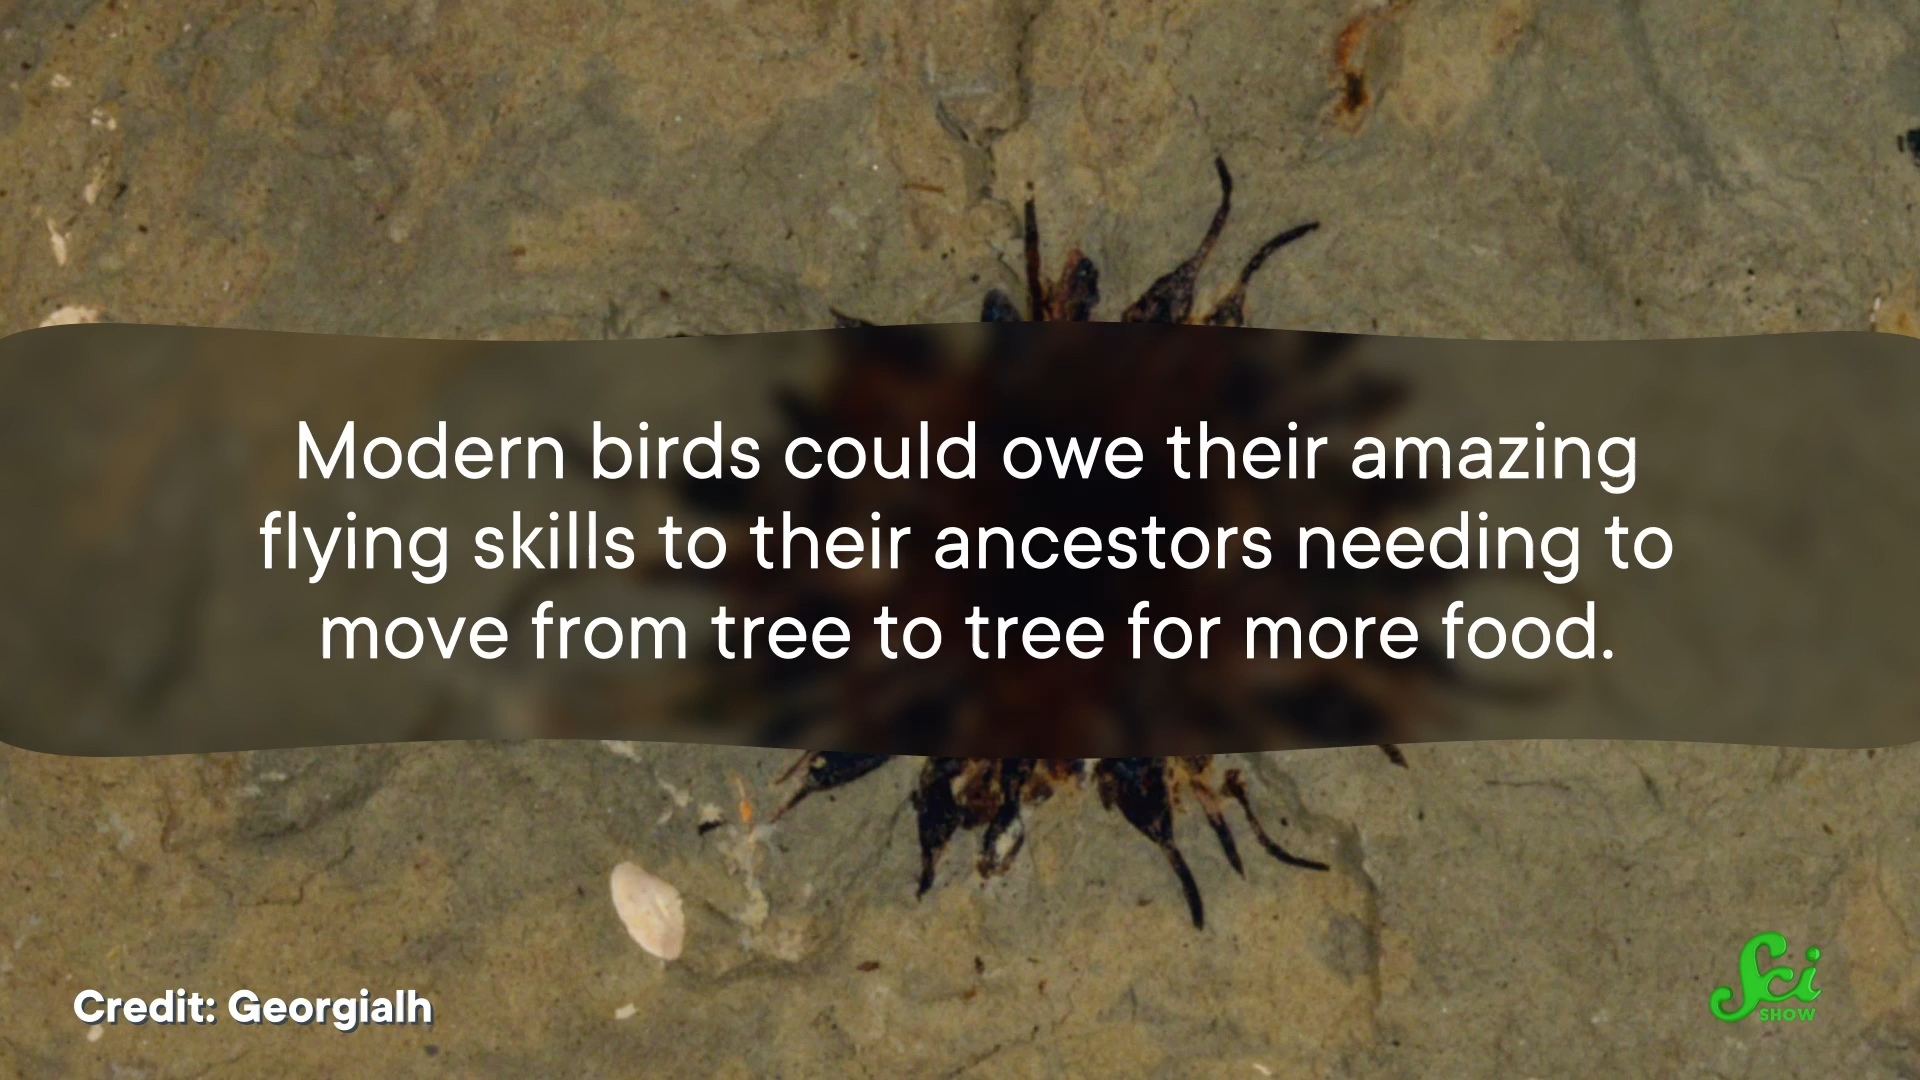 Modern birds could owe their amazing
flying skills to their ancestors needing to
move from tree to tree for more food.
Credit: Georgialh
Sci
SHOW